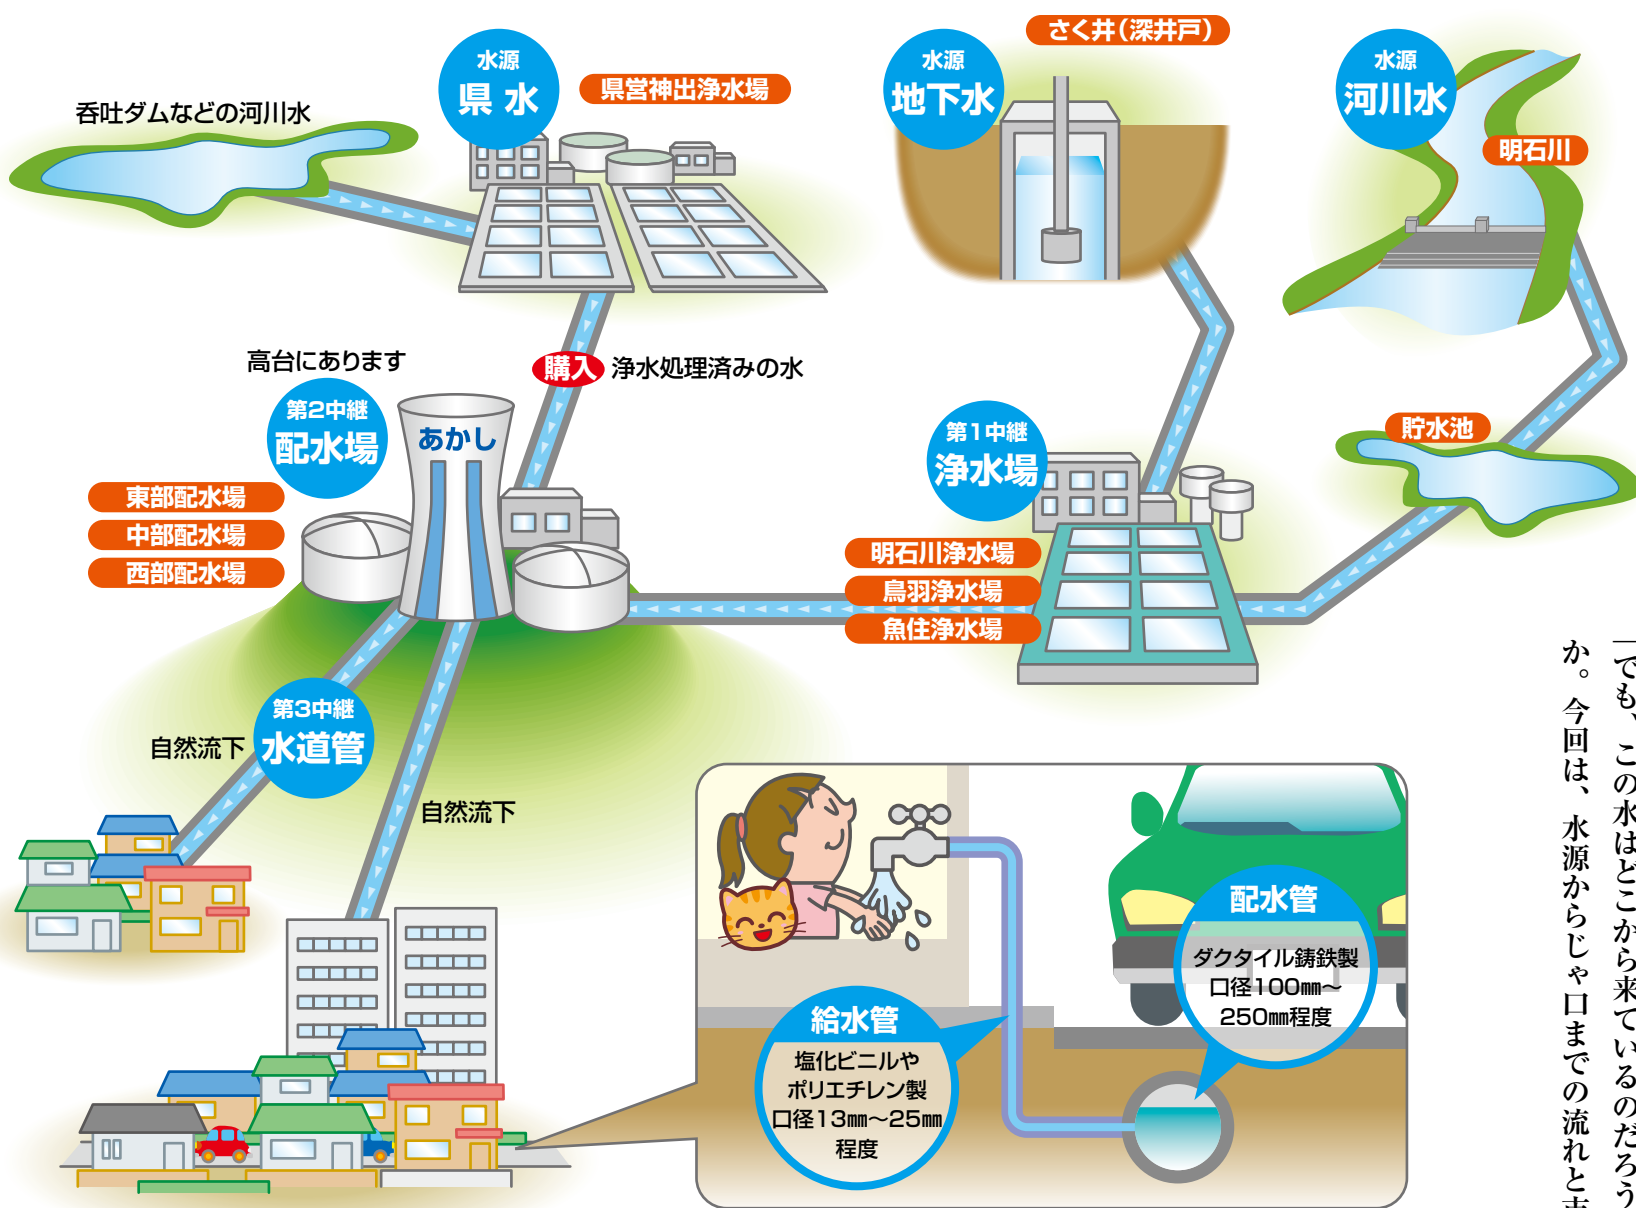 さく井(深井戸)
水源
県 水
県営神出浄水場
水源
地下水
水源
河川水
呑吐ダムなどの河川水
明石川
高台にあります
購入 浄水処理済みの水
第2中継
配水場
あかし
東部配水場
中部配水場
西部配水場
第1中継
浄水場
貯水池
明石川浄水場
鳥羽浄水場
魚住浄水場
第3中継
水道管
自然流下
自然流下
配水管
ダクタイル鋳鉄製
口径100㎜～
250㎜程度
給水管
塩化ビニルや
ポリエチレン製
口径13㎜～25㎜
程度
でも、この水はどこから来ているのだろう
か。今回は、水源からじゃ口までの流れと